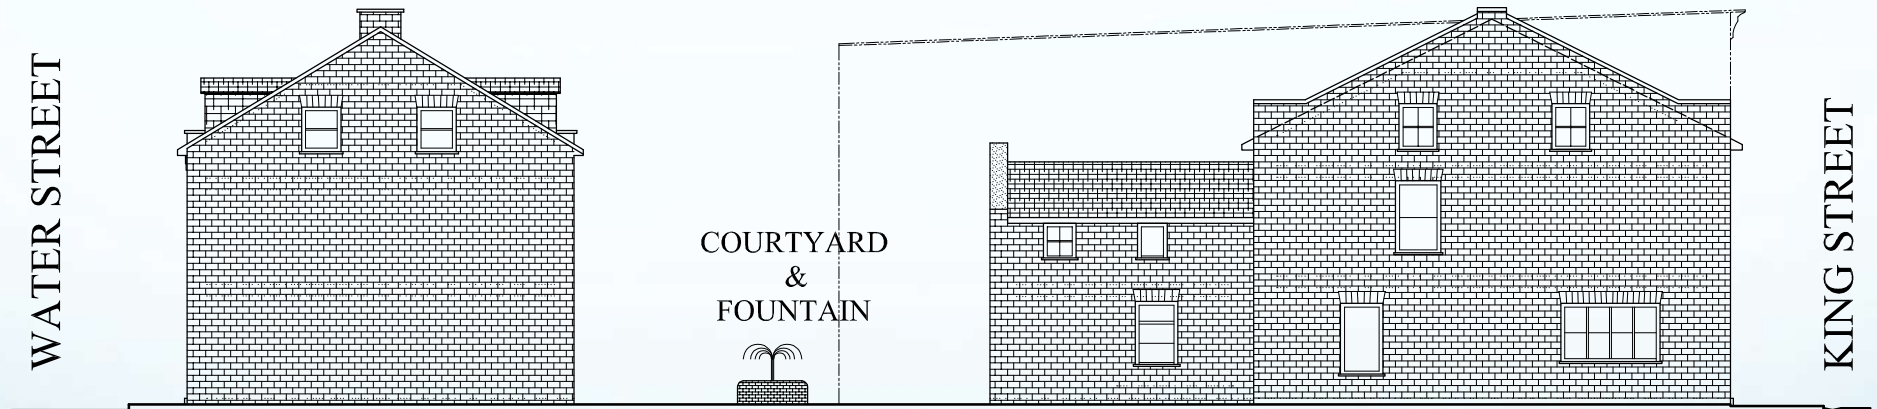 WATER STREET
COURTYARD
&
FOUNTAIN
KING STREET